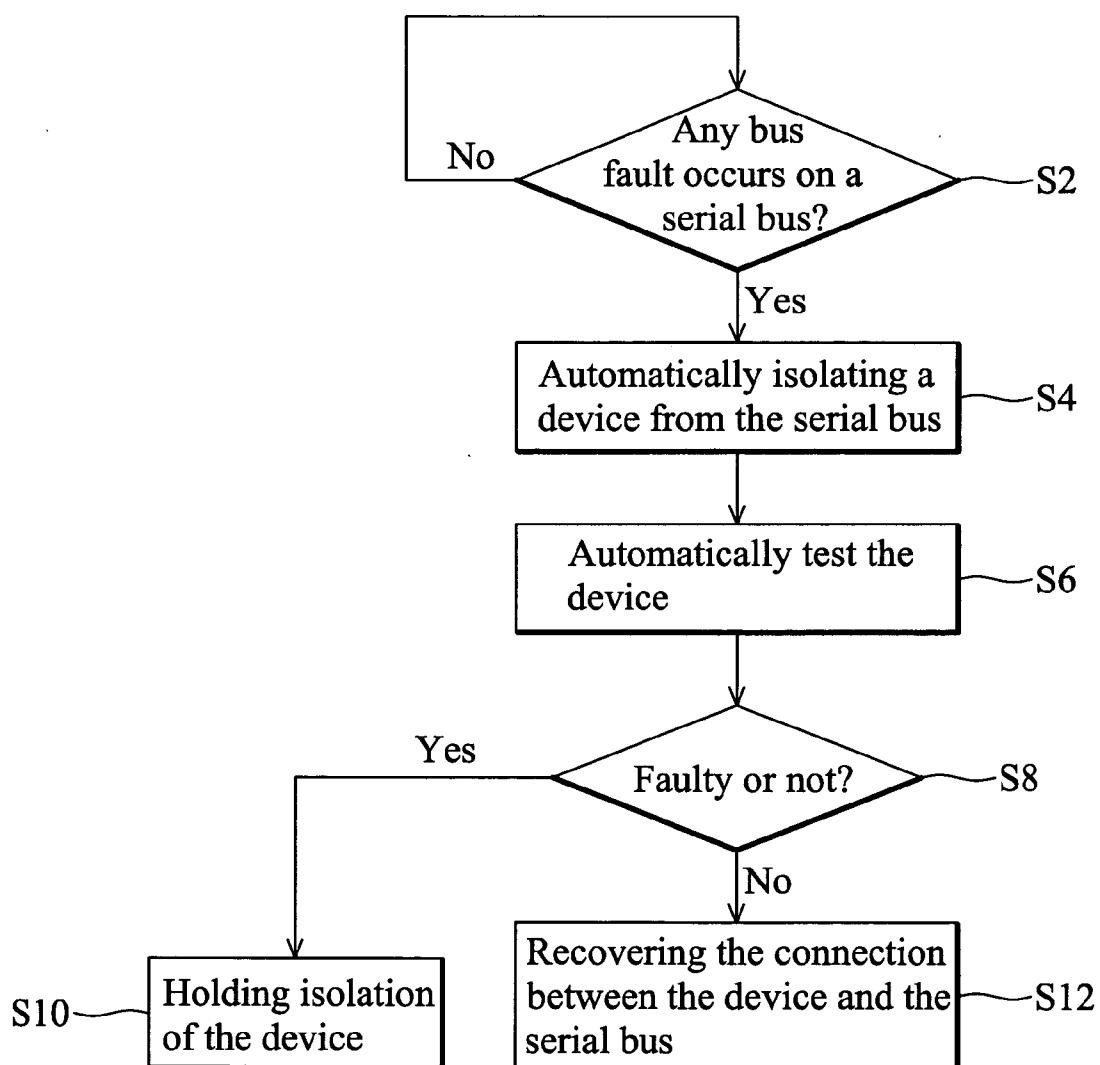 Any bus
fault occurs on a
serial bus?
No
S2
Yes
Automatically isolating a
device from the serial bus
S4
Automatically test the
device
S6
Yes
Faulty or not?
S8
No
Holding isolation
of the device
S10
Recovering the connection
between the device and the
serial bus
S12